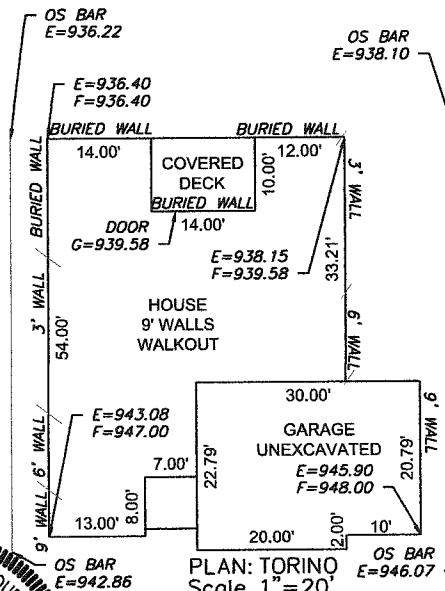 OS BAR
E=936.22
OS BAR
E=938.10
E=936.40
F=936.40
BURIED WALL
BURIED WALL
14.00'
12.00'
COVERED
DECK
10.00'
BURIED WALL
14.00'
BURIED WALL
3' WALL
DOOR
G=939.58
E=938.15
F=939.58
33.21'
3' WALL
HOUSE
9' WALLS
WALKOUT
54.00'
6' WALL
30.00'
9' WALL
GARAGE
UNEXCAVATED
20.79'
E=943.08
F=947.00
E=945.90
F=948.00
6' WALL
7.00'
22.79'
8.00'
9' WALL
13.00'
20.00'
2.00'
10'
OS BAR
E=942.86
PLAN: TORINO
Scale 1"=20'
OS BAR
E=946.07